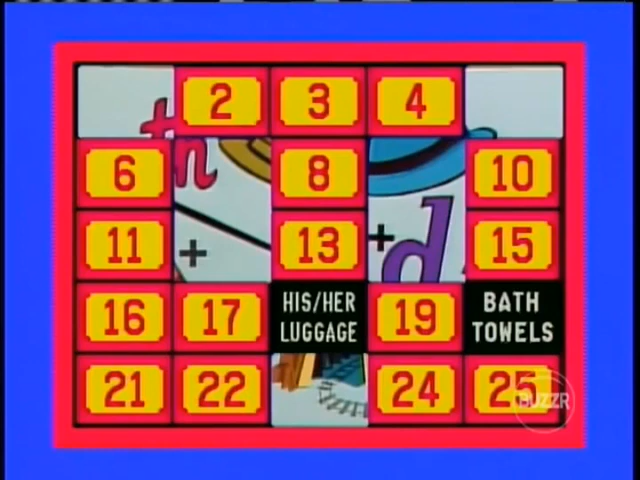 2 3 4
th
6 8 10
11 + 13 + d 15
16 17 HIS/HER LUGGAGE 19 BATH TOWELS
21 22 24 25
BUZZR